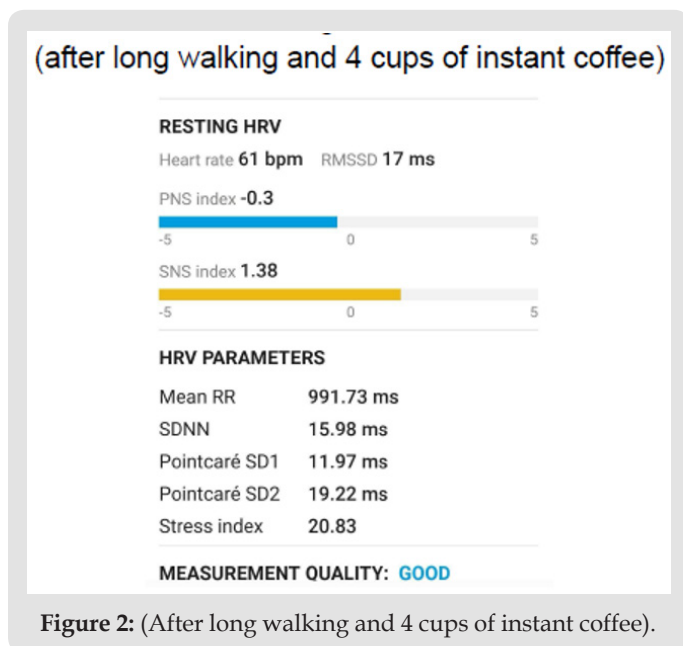 (after long walking and 4 cups of instant coffee)
RESTING HRV
Heart rate 61 bpm RMSSD 17 ms
PNS index -0.3
-5 0 5
SNS index 1.38
-5 0 5
HRV PARAMETERS
Mean RR 991.73 ms
SDNN 15.98 ms
Pointcaré SD1 11.97 ms
Pointcaré SD2 19.22 ms
Stress index 20.83
MEASUREMENT QUALITY: GOOD
Figure 2: (After long walking and 4 cups of instant coffee).